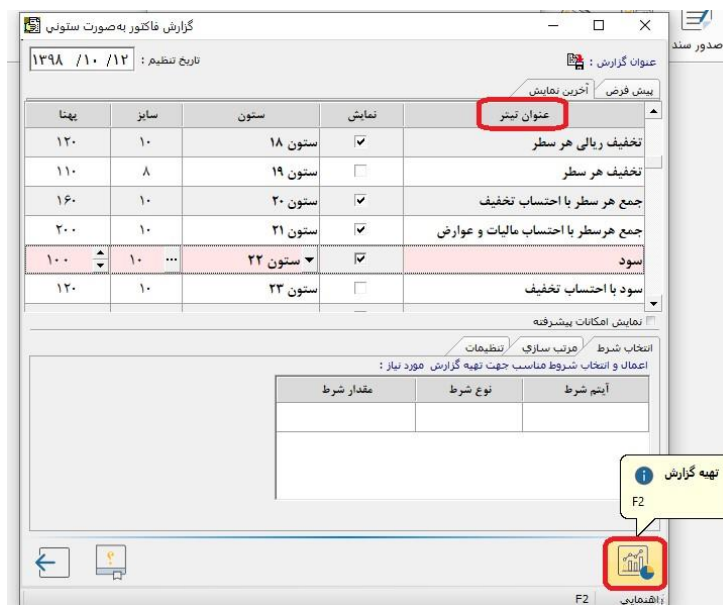 گزارش فاکتور به‌صورت ستونی
صدور سند
عنوان گزارش :
تاریخ تنظیم : ۱۳۹۸ /۱۰ /۱۲
پیش فرض آخرین نمایش
عنوان تیتر نمایش ستون سایز پهنا
تخفیف ریالی هر سطر ستون ۱۸ ۱۰ ۱۲۰
تخفیف هر سطر ستون ۱۹ ۸ ۱۱۰
جمع هر سطر با احتساب تخفیف ستون ۲۰ ۱۰ ۱۶۰
جمع هرسطر با احتساب مالیات و عوارض ستون ۲۱ ۱۰ ۲۰۰
سود ستون ۲۲ ... ۱۰ ۱۰۰
سود با احتساب تخفیف ستون ۲۳ ۱۰ ۱۲۰
نمایش امکانات پیشرفته
انتخاب شرط مرتب سازي تنظیمات
اعمال و انتخاب شروط مناسب جهت تهیه گزارش مورد نیاز :
آیتم شرط نوع شرط مقدار شرط
تهیه گزارش
F2
راهنمایی F2